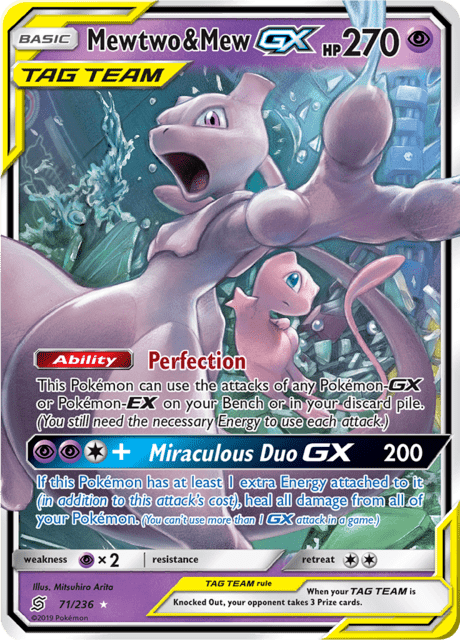 BASIC Mewtwo&Mew GX HP 270
TAG TEAM
Ability Perfection
This Pokémon can use the attacks of any Pokémon-GX
or Pokémon-EX on your Bench or in your discard pile.
(You still need the necessary Energy to use each attack.)
+ Miraculous Duo GX 200
If this Pokémon has at least 1 extra Energy attached to it
(in addition to this attack's cost), heal all damage from all of
your Pokémon. (You can't use more than 1 GX attack in a game.)
weakness ×2 resistance retreat
Illus. Mitsuhiro Arita
71/236
©2019 Pokémon
TAG TEAM rule
When your TAG TEAM is
Knocked Out, your opponent takes 3 Prize cards.